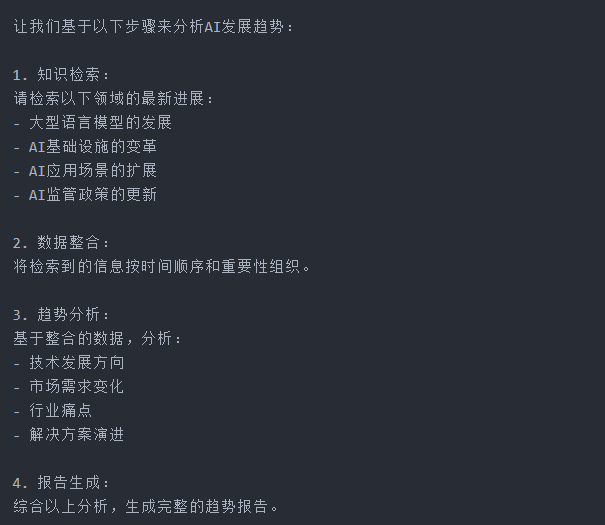 让我们基于以下步骤来分析AI发展趋势：
1. 知识检索：
请检索以下领域的最新进展：
- 大型语言模型的发展
- AI基础设施的变革
- AI应用场景的扩展
- AI监管政策的更新
2. 数据整合：
将检索到的信息按时间顺序和重要性组织。
3. 趋势分析：
基于整合的数据，分析：
- 技术发展方向
- 市场需求变化
- 行业痛点
- 解决方案演进
4. 报告生成：
综合以上分析，生成完整的趋势报告。